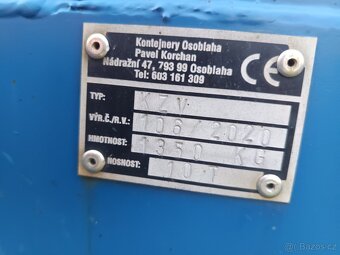 Kontejnery Osoblaha
Pavel Korchan
Nádražní 47, 793 99 Osoblaha
Tel: 603 161 309
CE
TYP: KZV
VÝR.Č./R.V.: 106/2020
HMOTNOST: 1350 KG
NOSNOST: 10 T
Bazoš.cz